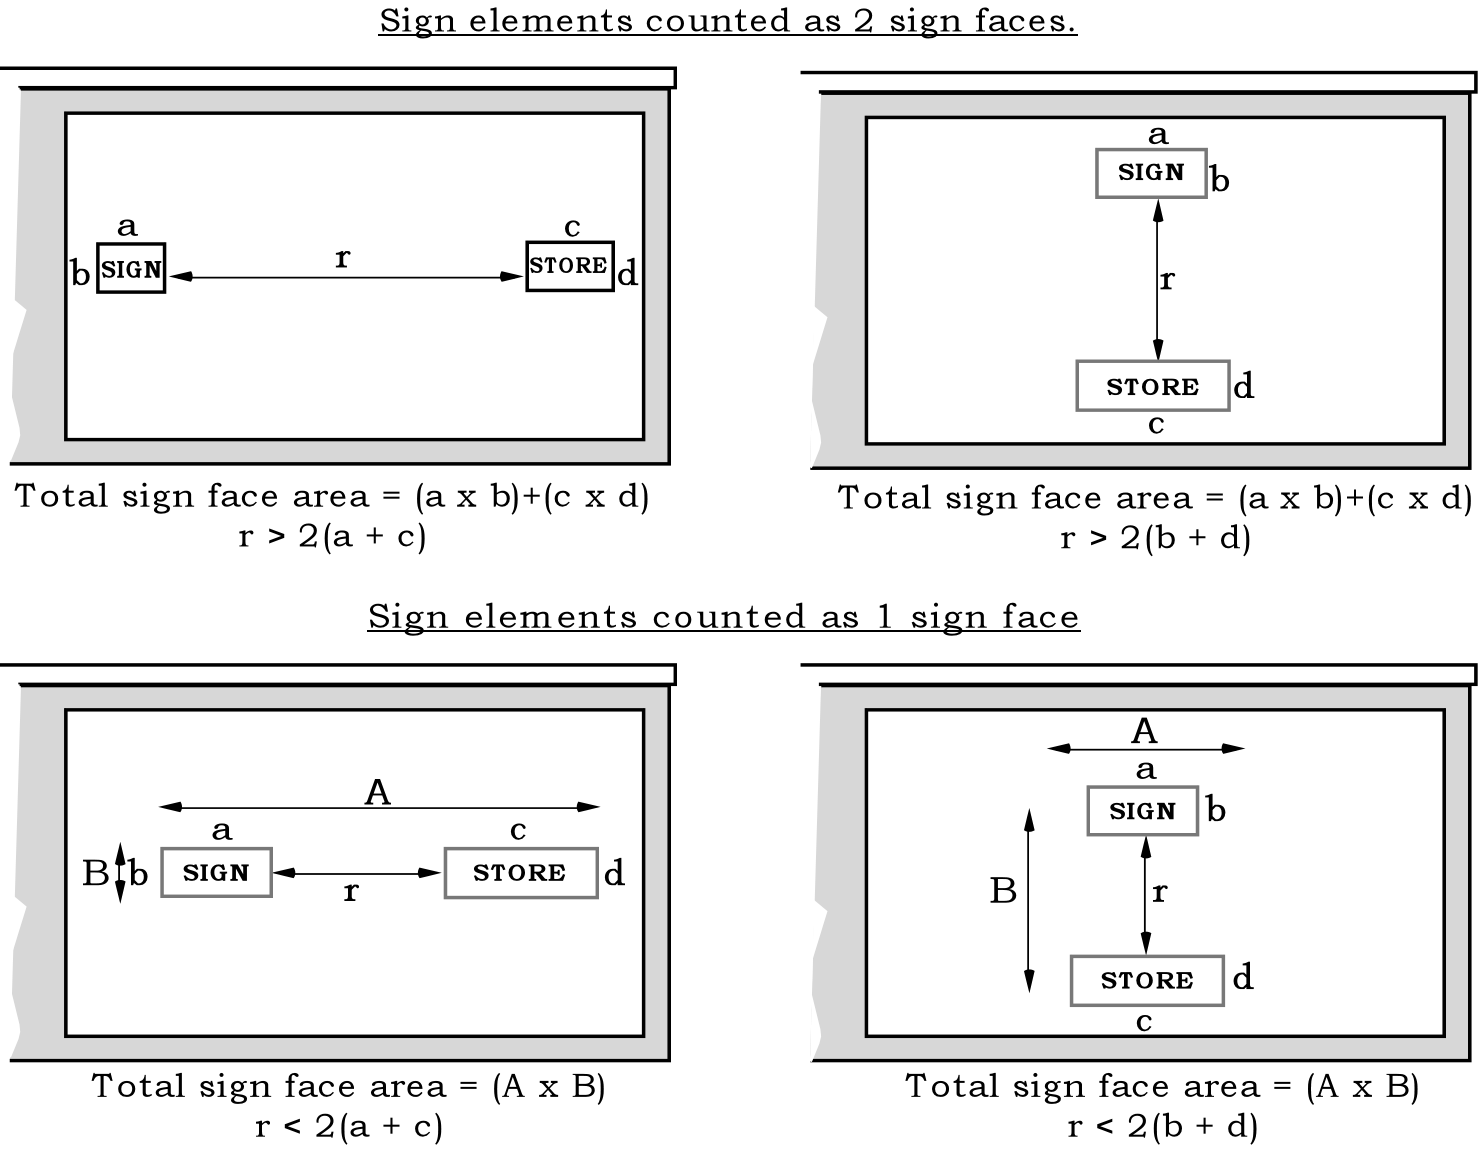 Sign elements counted as 2 sign faces.
a
b
SIGN
r
c
STORE
d
Total sign face area = (a x b)+(c x d)
r > 2(a + c)
a
SIGN
b
r
STORE
d
c
Total sign face area = (a x b)+(c x d)
r > 2(b + d)
Sign elements counted as 1 sign face
A
a
c
B
b
SIGN
r
STORE
d
Total sign face area = (A x B)
r < 2(a + c)
A
a
SIGN
b
B
r
STORE
d
c
Total sign face area = (A x B)
r < 2(b + d)